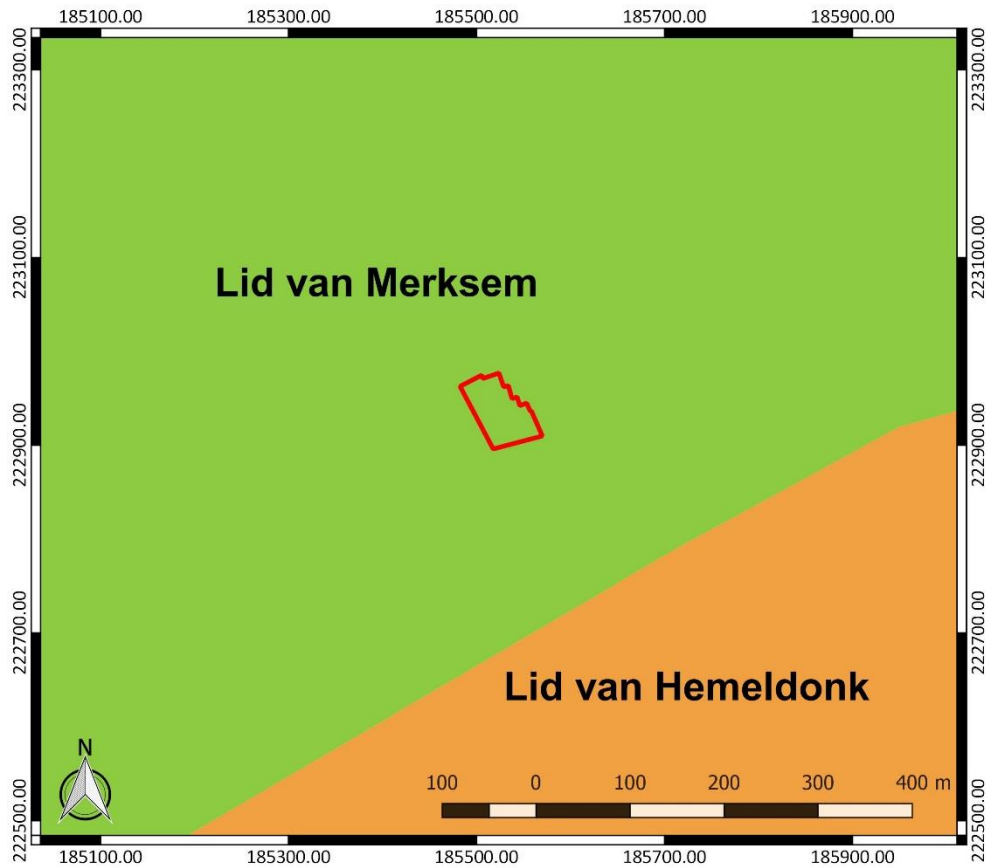 185100.00 185300.00 185500.00 185700.00 185900.00
223300.00 223300.00
223100.00 223100.00
Lid van Merksem
222900.00 222900.00
222700.00 222700.00
Lid van Hemeldonk
N
100 0 100 200 300 400 m
222500.00 222500.00
185100.00 185300.00 185500.00 185700.00 185900.00